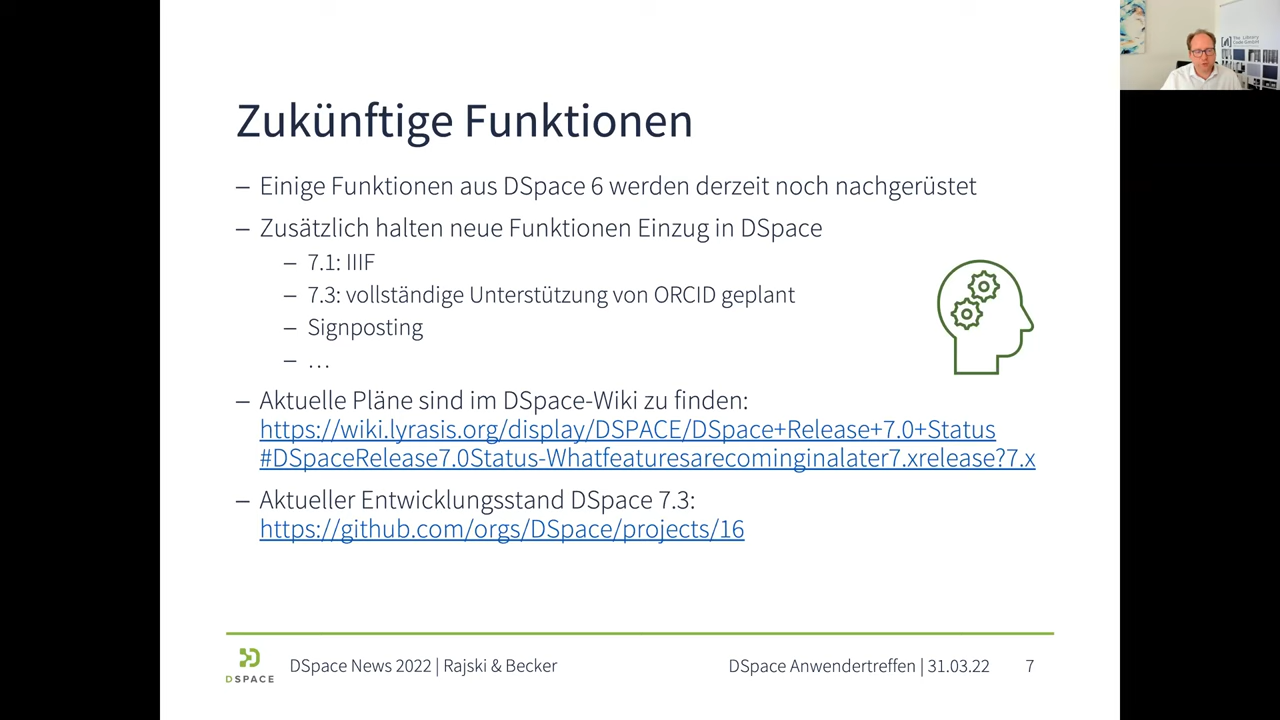 Zukünftige Funktionen
– Einige Funktionen aus DSpace 6 werden derzeit noch nachgerüstet
– Zusätzlich halten neue Funktionen Einzug in DSpace
– 7.1: IIIF
– 7.3: vollständige Unterstützung von ORCID geplant
– Signposting
– …
– Aktuelle Pläne sind im DSpace-Wiki zu finden:
https://wiki.lyrasis.org/display/DSPACE/DSpace+Release+7.0+Status
#DSpaceRelease7.0Status-Whatfeaturesarecominginalater7.xrelease?7.x
– Aktueller Entwicklungsstand DSpace 7.3:
https://github.com/orgs/DSpace/projects/16
DSPACE
DSpace News 2022 | Rajski & Becker
DSpace Anwendertreffen | 31.03.22
7
The Library
Code GmbH